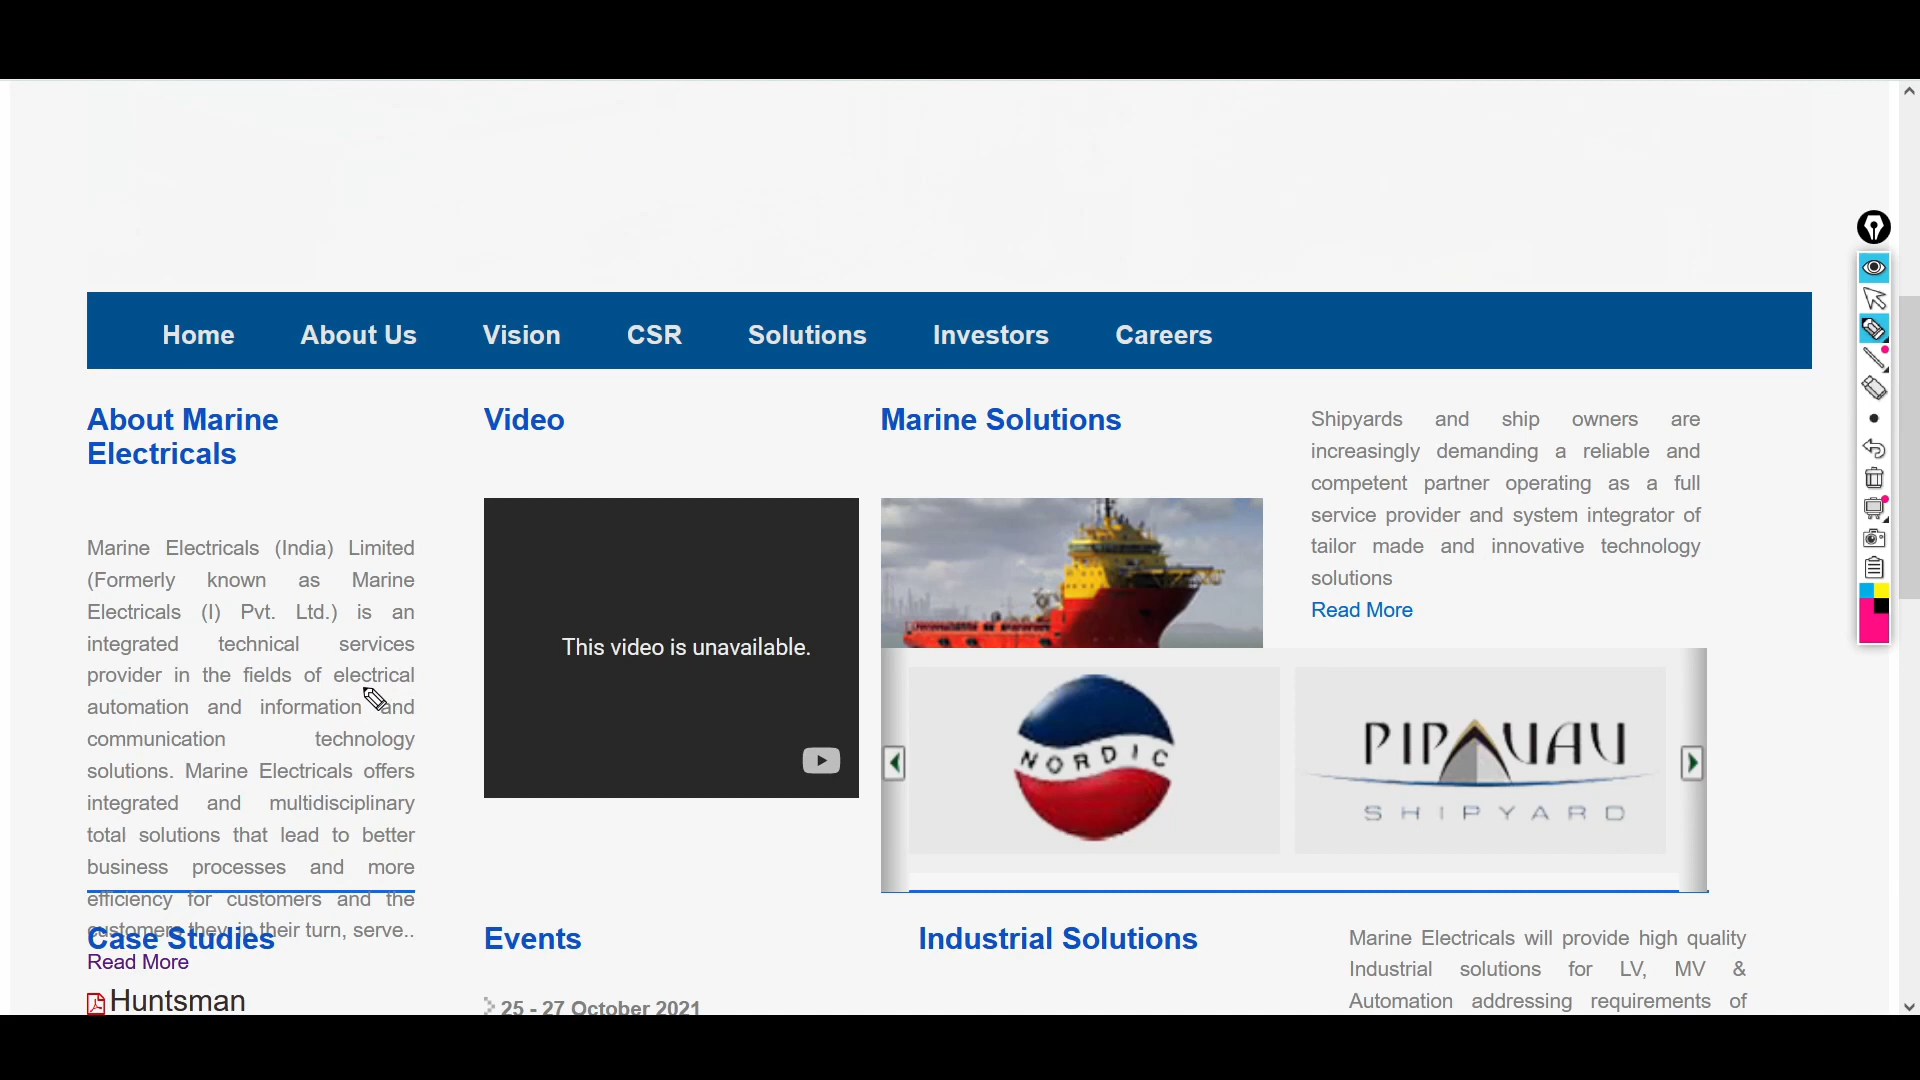 Home About Us Vision CSR Solutions Investors Careers
About Marine
Electricals
Marine Electricals (India) Limited
(Formerly known as Marine
Electricals (I) Pvt. Ltd.) is an
integrated technical services
provider in the fields of electrical
automation and information and
communication technology
solutions. Marine Electricals offers
integrated and multidisciplinary
total solutions that lead to better
business processes and more
efficiency for customers and the
customers they, in their turn, serve..
Read More
Video
This video is unavailable.
Marine Solutions
Shipyards and ship owners are
increasingly demanding a reliable and
competent partner operating as a full
service provider and system integrator of
tailor made and innovative technology
solutions
Read More
NORDIC
PIPAVAV
SHIPYARD
Case Studies
Huntsman
Events
25 - 27 October 2021
Industrial Solutions
Marine Electricals will provide high quality
Industrial solutions for LV, MV &
Automation addressing requirements of